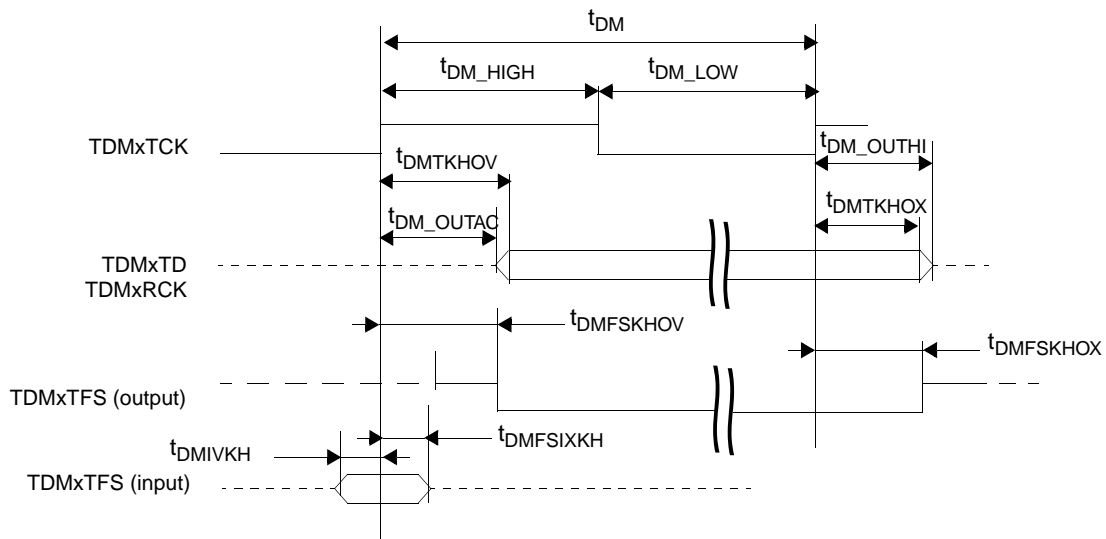 tDM
tDM_HIGH
tDM_LOW
TDMxTCK
tDMTKHOV
tDM_OUTHI
tDM_OUTAC
tDMTKHOX
TDMxTD
TDMxRCK
tDMFSKHOV
tDMFSKHOX
TDMxTFS (output)
tDMIVKH
tDMFSIXKH
TDMxTFS (input)